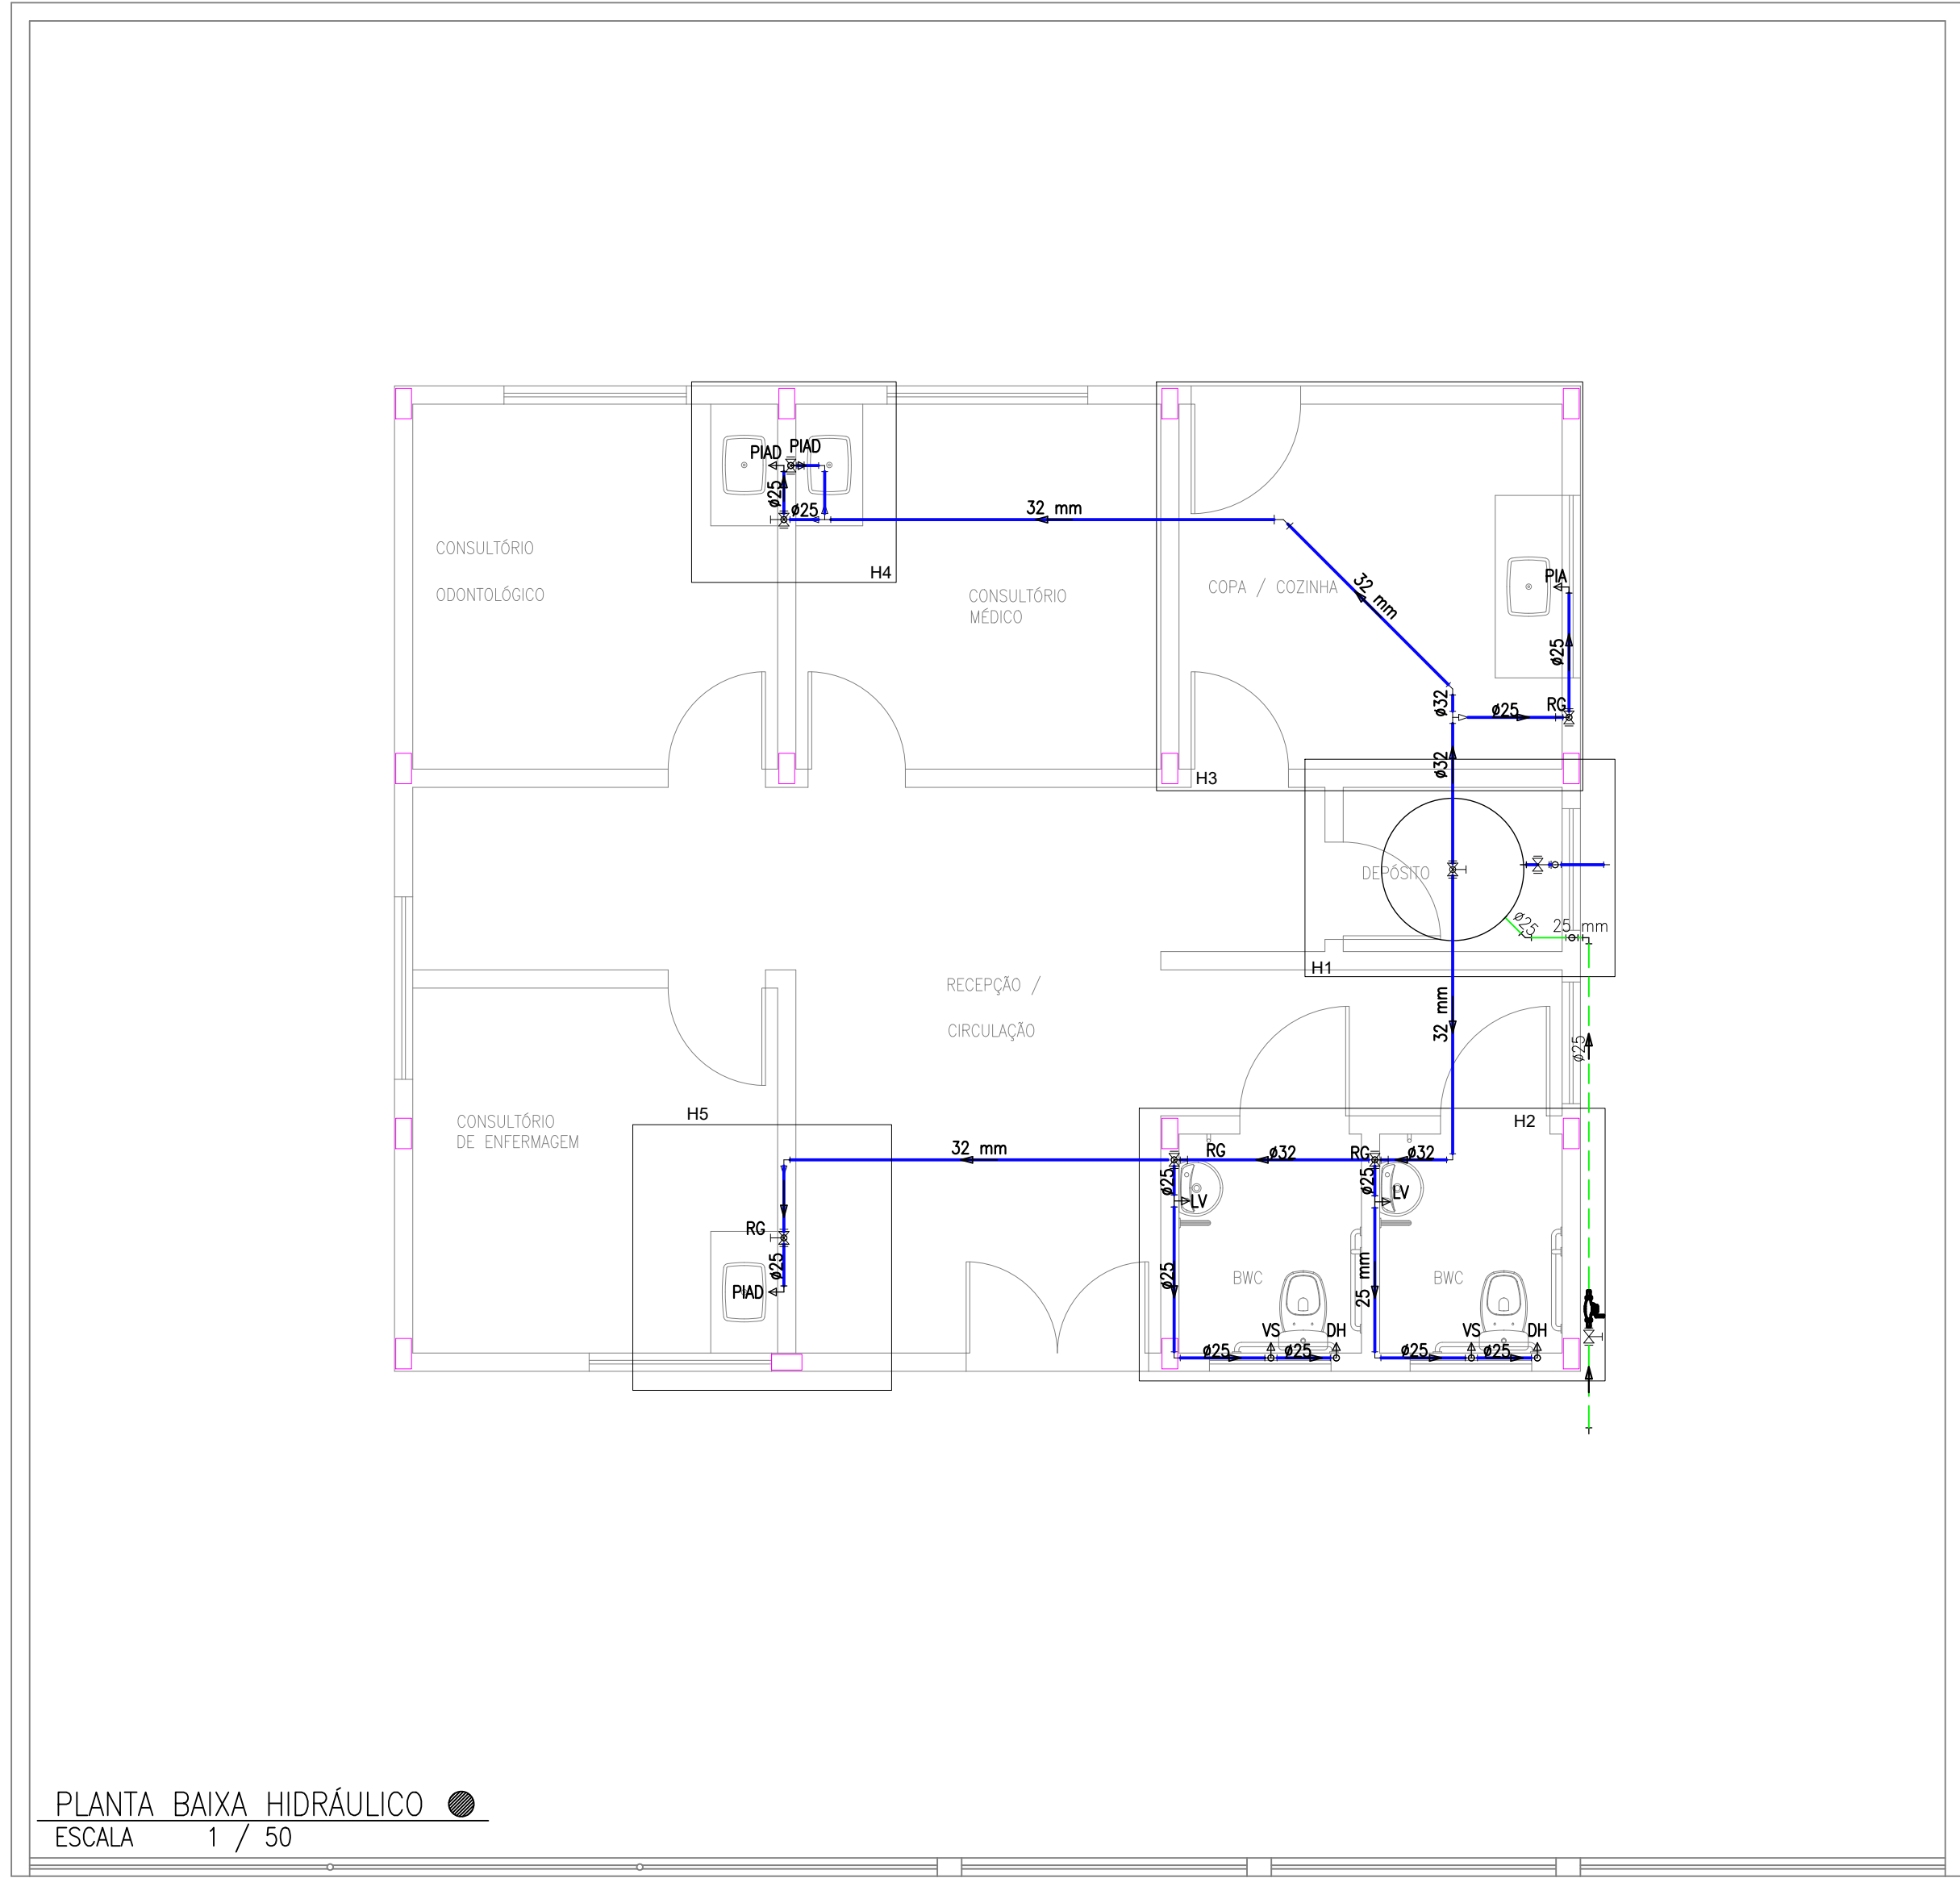 PIAD
PIAD
ø25
ø25
32 mm
H4
CONSULTÓRIO
ODONTOLÓGICO
CONSULTÓRIO
MÉDICO
COPA / COZINHA
32 mm
PIA
ø25
RG
ø25
ø32
ø32
H3
DEPÓSITO
ø25
25 mm
H1
RECEPÇÃO /
CIRCULAÇÃO
32 mm
ø25
H5
H2
CONSULTÓRIO
DE ENFERMAGEM
32 mm
RG
ø32
RG
ø32
ø25
LV
ø25
LV
RG
ø25
PIAD
ø25
25 mm
BWC
BWC
VS
DH
VS
DH
ø25
ø25
ø25
ø25
PLANTA BAIXA HIDRÁULICO
ESCALA 1 / 50